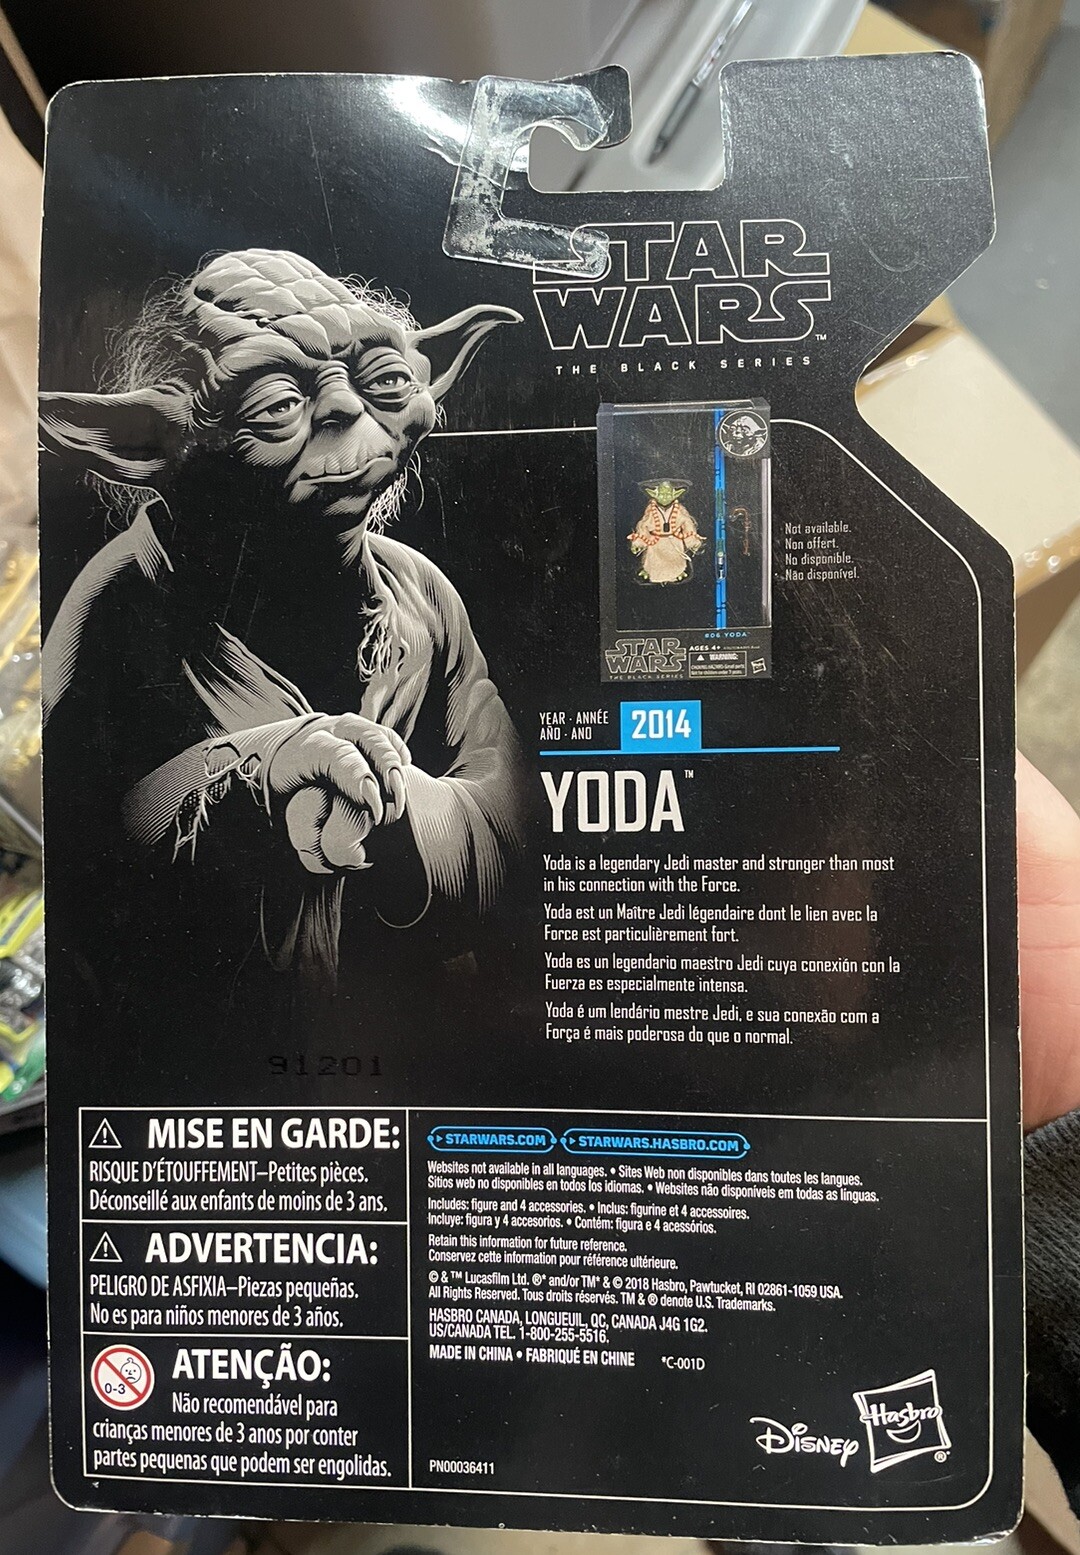 STAR
WARS™
THE BLACK SERIES
Not available.
Non offert.
No disponible.
Não disponível.
#06 YODA
STAR
WARS
THE BLACK SERIES
AGES 4+
WARNING:
YEAR · ANNÉE
AÑO · ANO
2014
YODA™
Yoda is a legendary Jedi master and stronger than most
in his connection with the Force.
Yoda est un Maître Jedi légendaire dont le lien avec la
Force est particulièrement fort.
Yoda es un legendario maestro Jedi cuya conexión con la
Fuerza es especialmente intensa.
Yoda é um lendário mestre Jedi, e sua conexão com a
Força é mais poderosa do que o normal.
91201
MISE EN GARDE:
RISQUE D'ÉTOUFFEMENT–Petites pièces.
Déconseillé aux enfants de moins de 3 ans.
ADVERTENCIA:
PELIGRO DE ASFIXIA–Piezas pequeñas.
No es para niños menores de 3 años.
0-3
ATENÇÃO:
Não recomendável para
crianças menores de 3 anos por conter
partes pequenas que podem ser engolidas.
STARWARS.COM STARWARS.HASBRO.COM
Websites not available in all languages. • Sites Web non disponibles dans toutes les langues.
Sitios web no disponibles en todos los idiomas. • Websites não disponíveis em todas as línguas.
Includes: figure and 4 accessories. • Inclus: figurine et 4 accessoires.
Incluye: figura y 4 accesorios. • Contém: figura e 4 acessórios.
Retain this information for future reference.
Conservez cette information pour référence ultérieure.
© & ™ Lucasfilm Ltd. ®* and/or TM* & © 2018 Hasbro, Pawtucket, RI 02861-1059 USA.
All Rights Reserved. Tous droits réservés. TM & ® denote U.S. Trademarks.
HASBRO CANADA, LONGUEUIL, QC, CANADA J4G 1G2.
US/CANADA TEL. 1-800-255-5516.
MADE IN CHINA • FABRIQUÉ EN CHINE *C-001D
PN00036411
Disney
Hasbro®